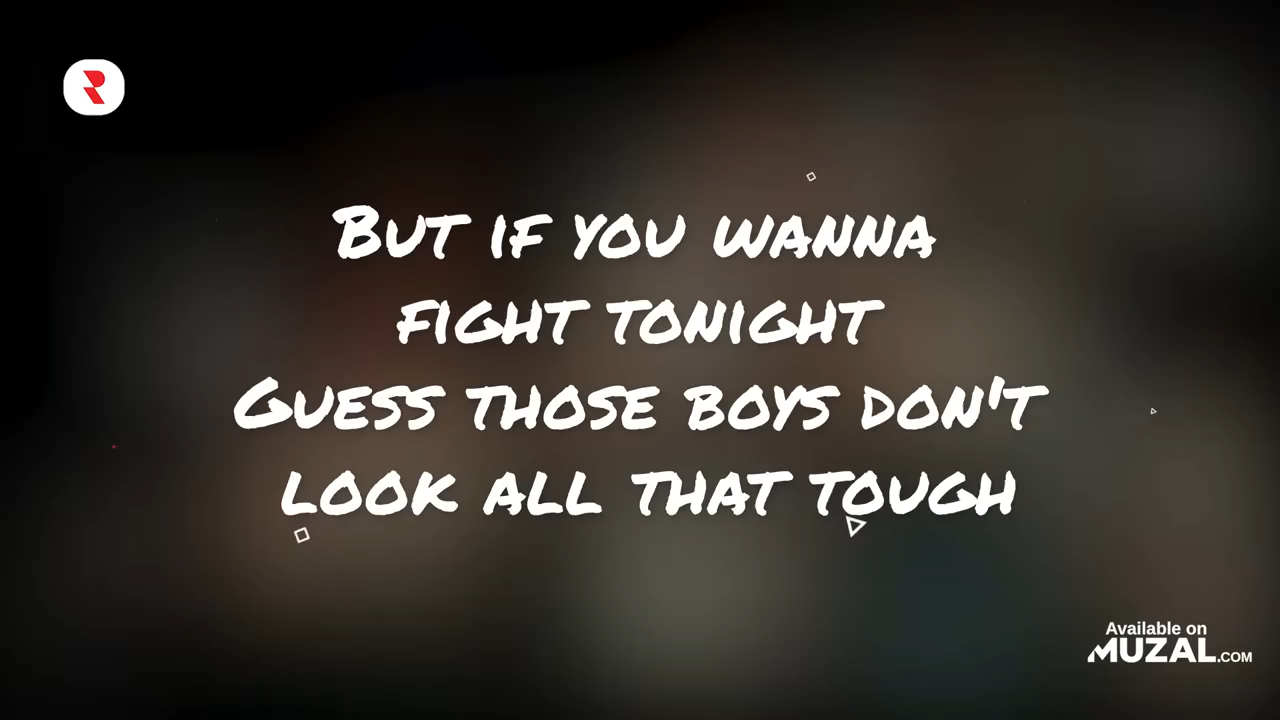 But if you wanna
fight tonight
Guess those boys don't
look all that tough
Available on
MUZAL.COM